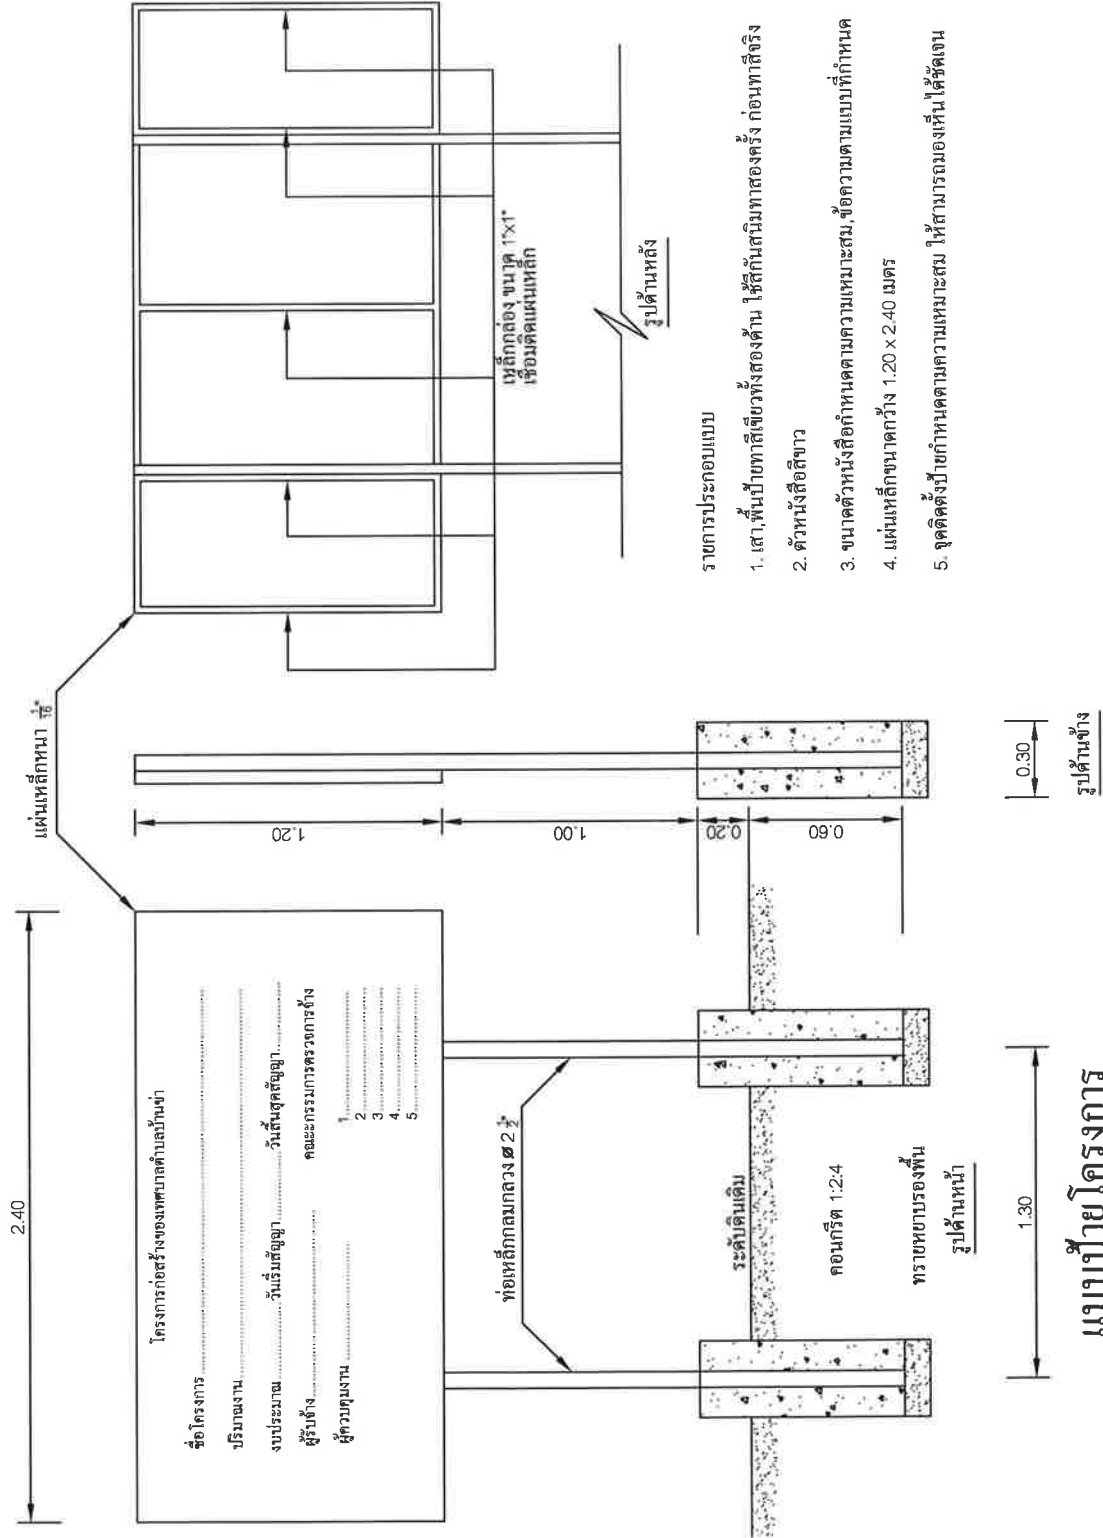 2.40
แผ่นเหล็กหนา 1/16"
โครงการก่อสร้างของเทศบาลตำบลบ้านข่า
ชื่อโครงการ................................................
ปริมาณงาน................................................
งบประมาณ................วันเริ่มสัญญา................วันสิ้นสุดสัญญา................
ผู้รับจ้าง................................ คณะกรรมการตรวจการจ้าง
ผู้ควบคุมงาน................................ 1................
2................
3................
4................
5................
ท่อเหล็กกลมกลวง ø 2 1/2"
ระดับดินเดิม
คอนกรีต 1:2:4
ทรายหยาบรองพื้น
รูปด้านหน้า
1.30
1.20
1.00
0.20
0.60
0.30
รูปด้านข้าง
เหล็กกล่อง ขนาด 1"x1"
เชื่อมติดแผ่นเหล็ก
รูปด้านหลัง
รายการประกอบแบบ
1. เสา,พื้นป้ายทาสีเขียวทั้งสองด้าน ใช้สีกันสนิมทาสองครั้ง ก่อนทาสีจริง
2. ตัวหนังสือสีขาว
3. ขนาดตัวหนังสือกำหนดตามความเหมาะสม,ข้อความตามแบบที่กำหนด
4. แผ่นเหล็กขนาดกว้าง 1.20 x 2.40 เมตร
5. จุดติดตั้งป้ายกำหนดตามความเหมาะสม ให้สามารถมองเห็นได้ชัดเจน
แบบป้ายโครงการ